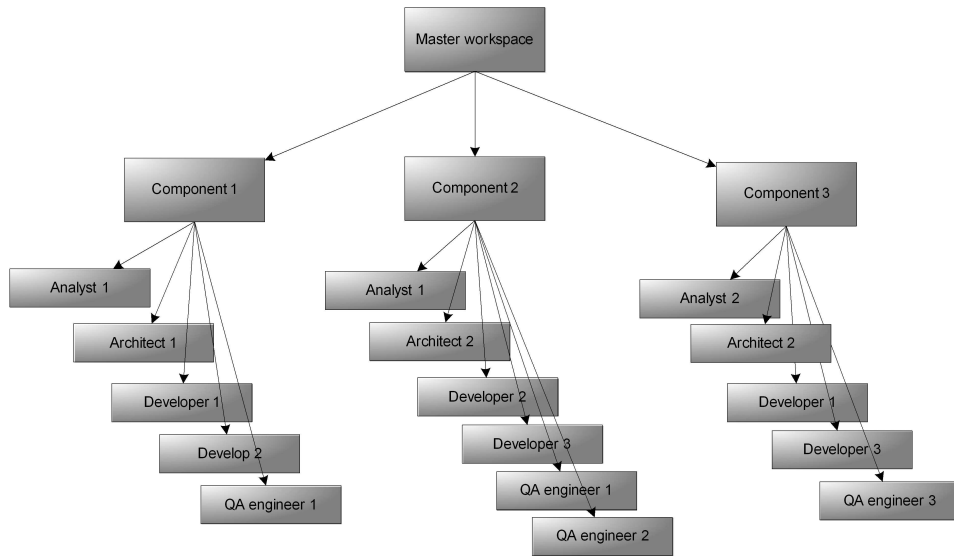 Master workspace
Component 1
Component 2
Component 3
Analyst 1
Architect 1
Developer 1
Develop 2
QA engineer 1
Analyst 1
Architect 2
Developer 2
Developer 3
QA engineer 1
QA engineer 2
Analyst 2
Architect 2
Developer 1
Developer 3
QA engineer 3